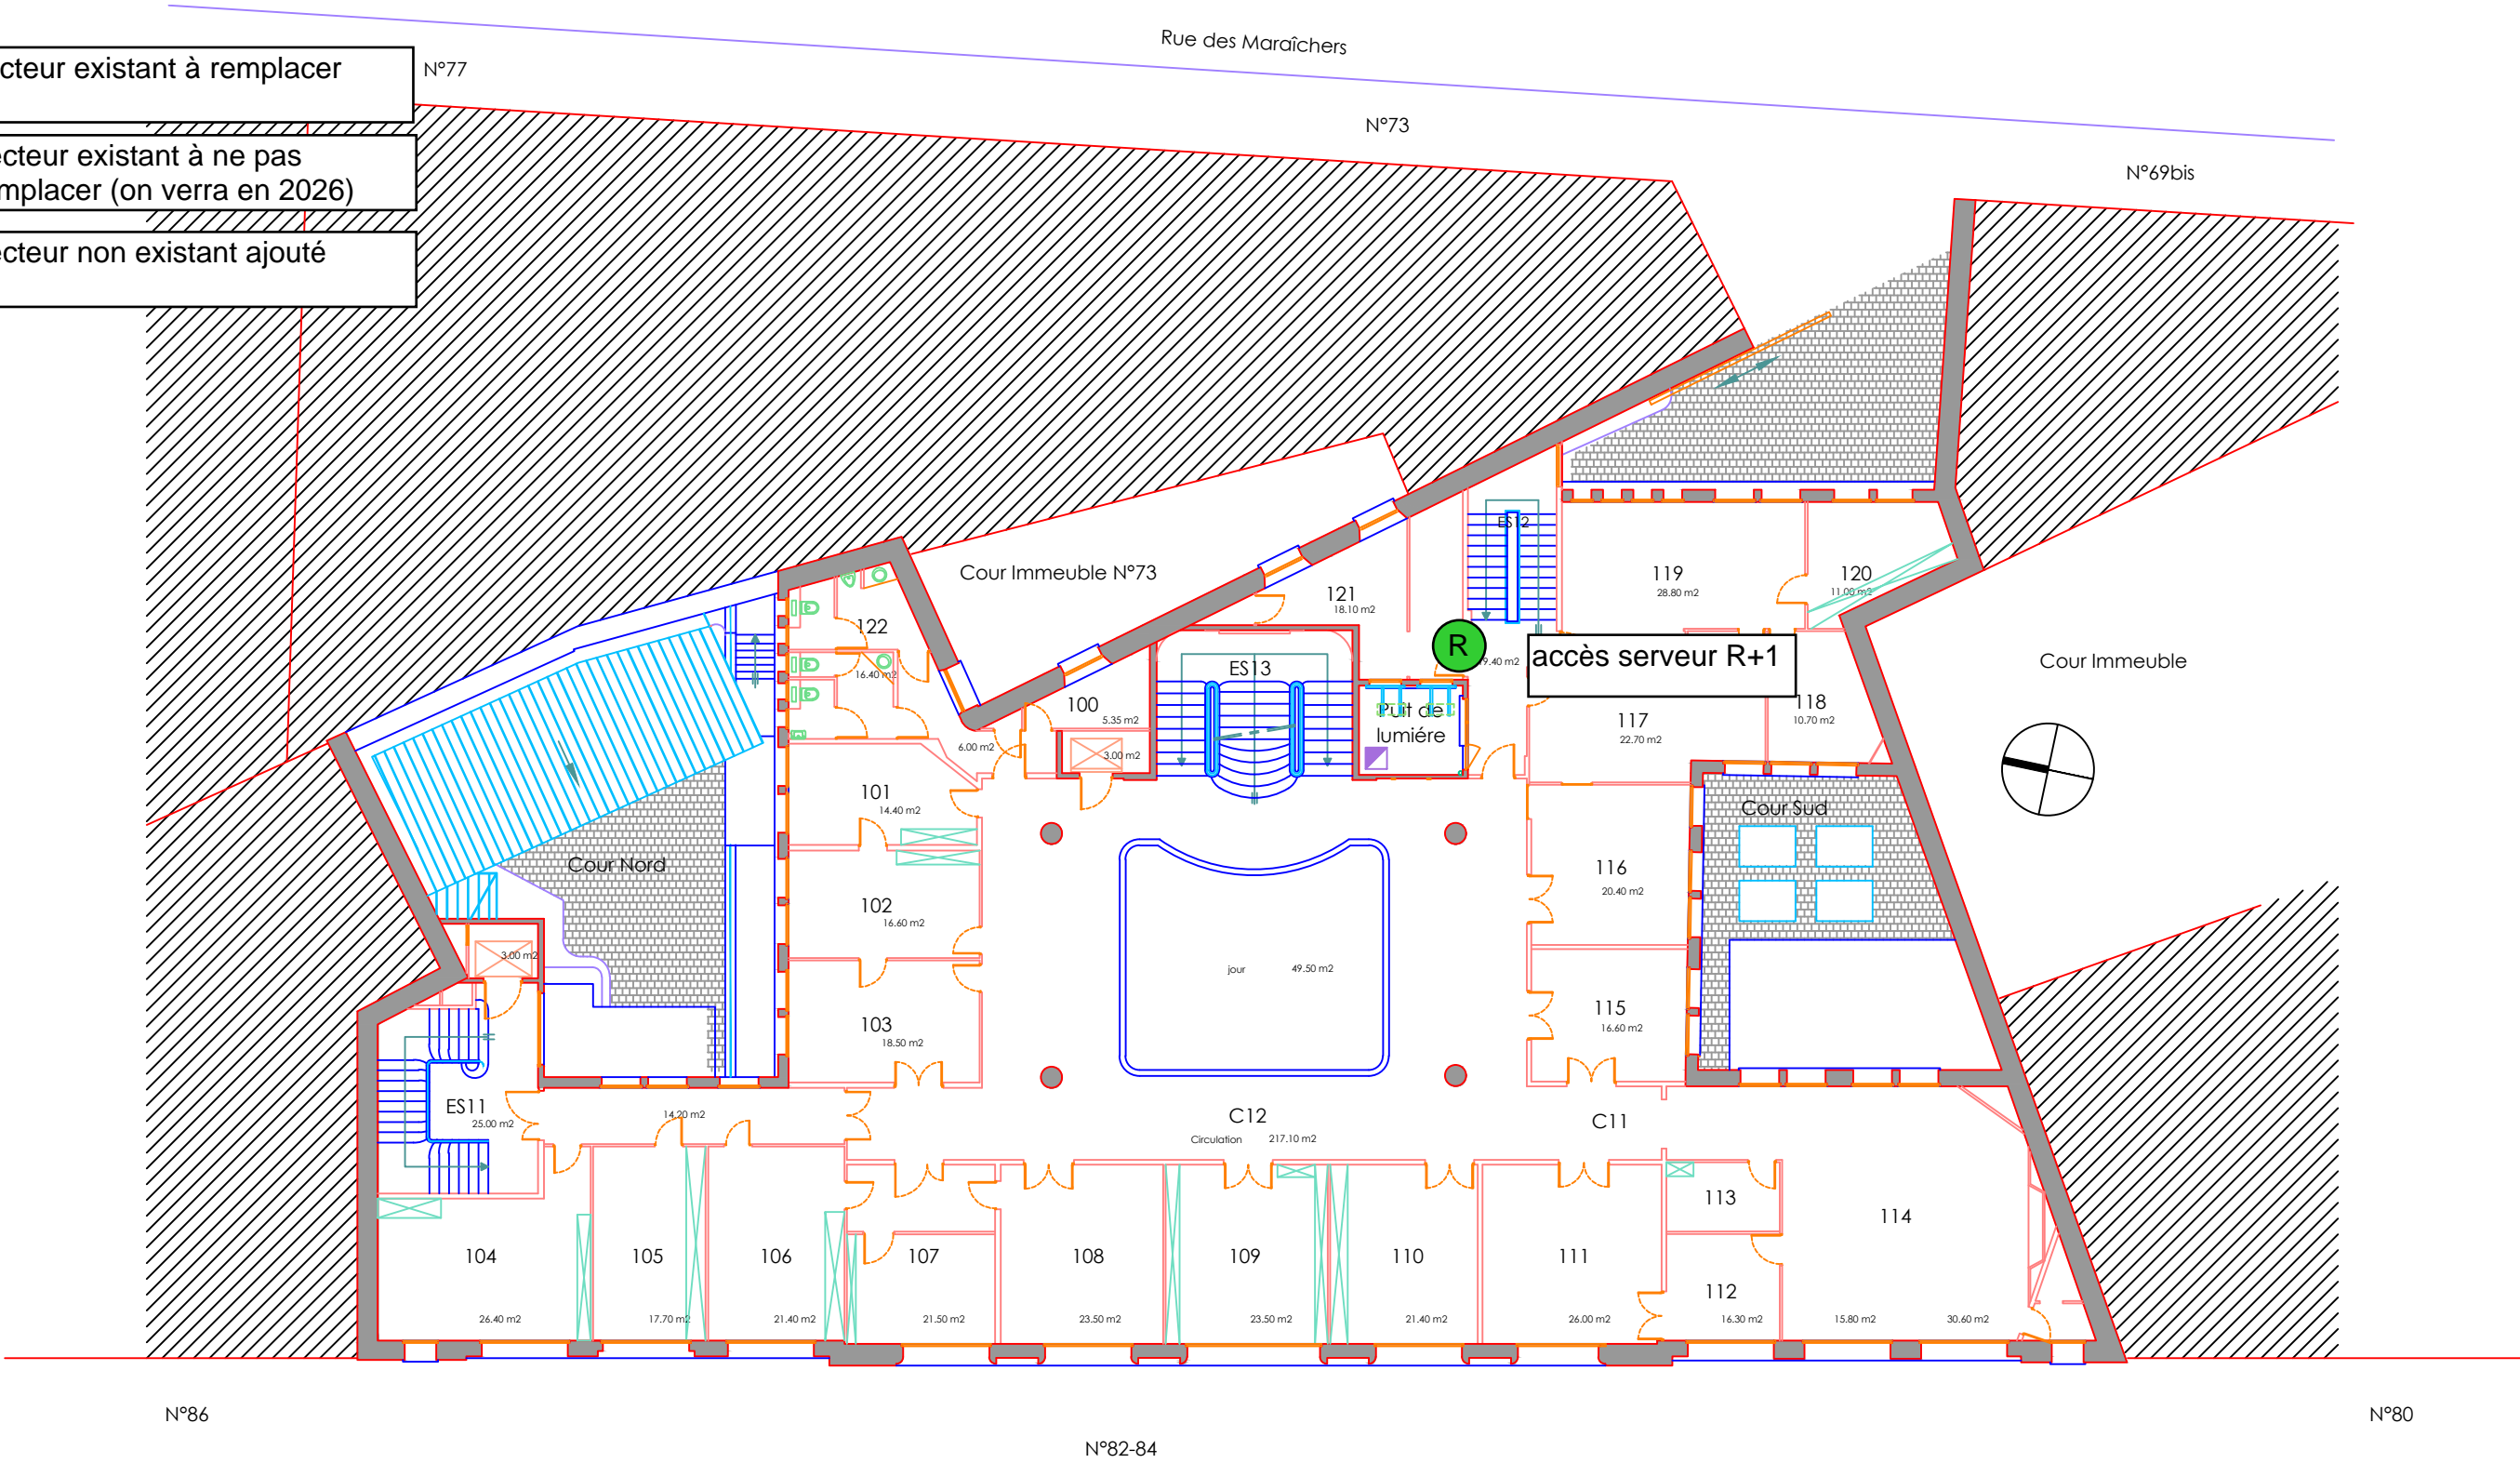 Rue des Maraîchers
cteur existant à remplacer
N°77
N°73
ecteur existant à ne pas
mplacer (on verra en 2026)
N°69bis
ecteur non existant ajouté
ES12
Cour Immeuble N°73
119
28.80 m2
120
11.00 m2
121
18.10 m2
122
16.40 m2
R
9.40 m2
accès serveur R+1
Cour Immeuble
ES13
100
5.35 m2
Puit de
lumiére
118
10.70 m2
117
22.70 m2
6.00 m2
3.00 m2
101
14.40 m2
Cour Sud
Cour Nord
116
20.40 m2
102
16.60 m2
3.00 m2
jour
49.50 m2
115
16.60 m2
103
18.50 m2
ES11
25.00 m2
14.20 m2
C12
Circulation
217.10 m2
C11
113
114
104
105
106
107
108
109
110
111
112
26.40 m2
17.70 m2
21.40 m2
21.50 m2
23.50 m2
23.50 m2
21.40 m2
26.00 m2
16.30 m2
15.80 m2
30.60 m2
N°86
N°80
N°82-84